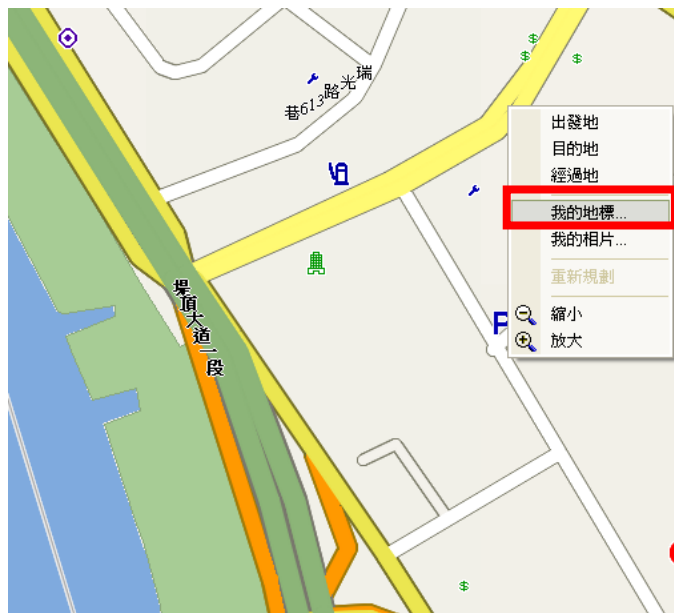 瑞光路613巷
出發地
目的地
經過地
我的地標...
我的相片...
重新規劃
縮小
放大
P
堤頂大道一段
$
$
$
$